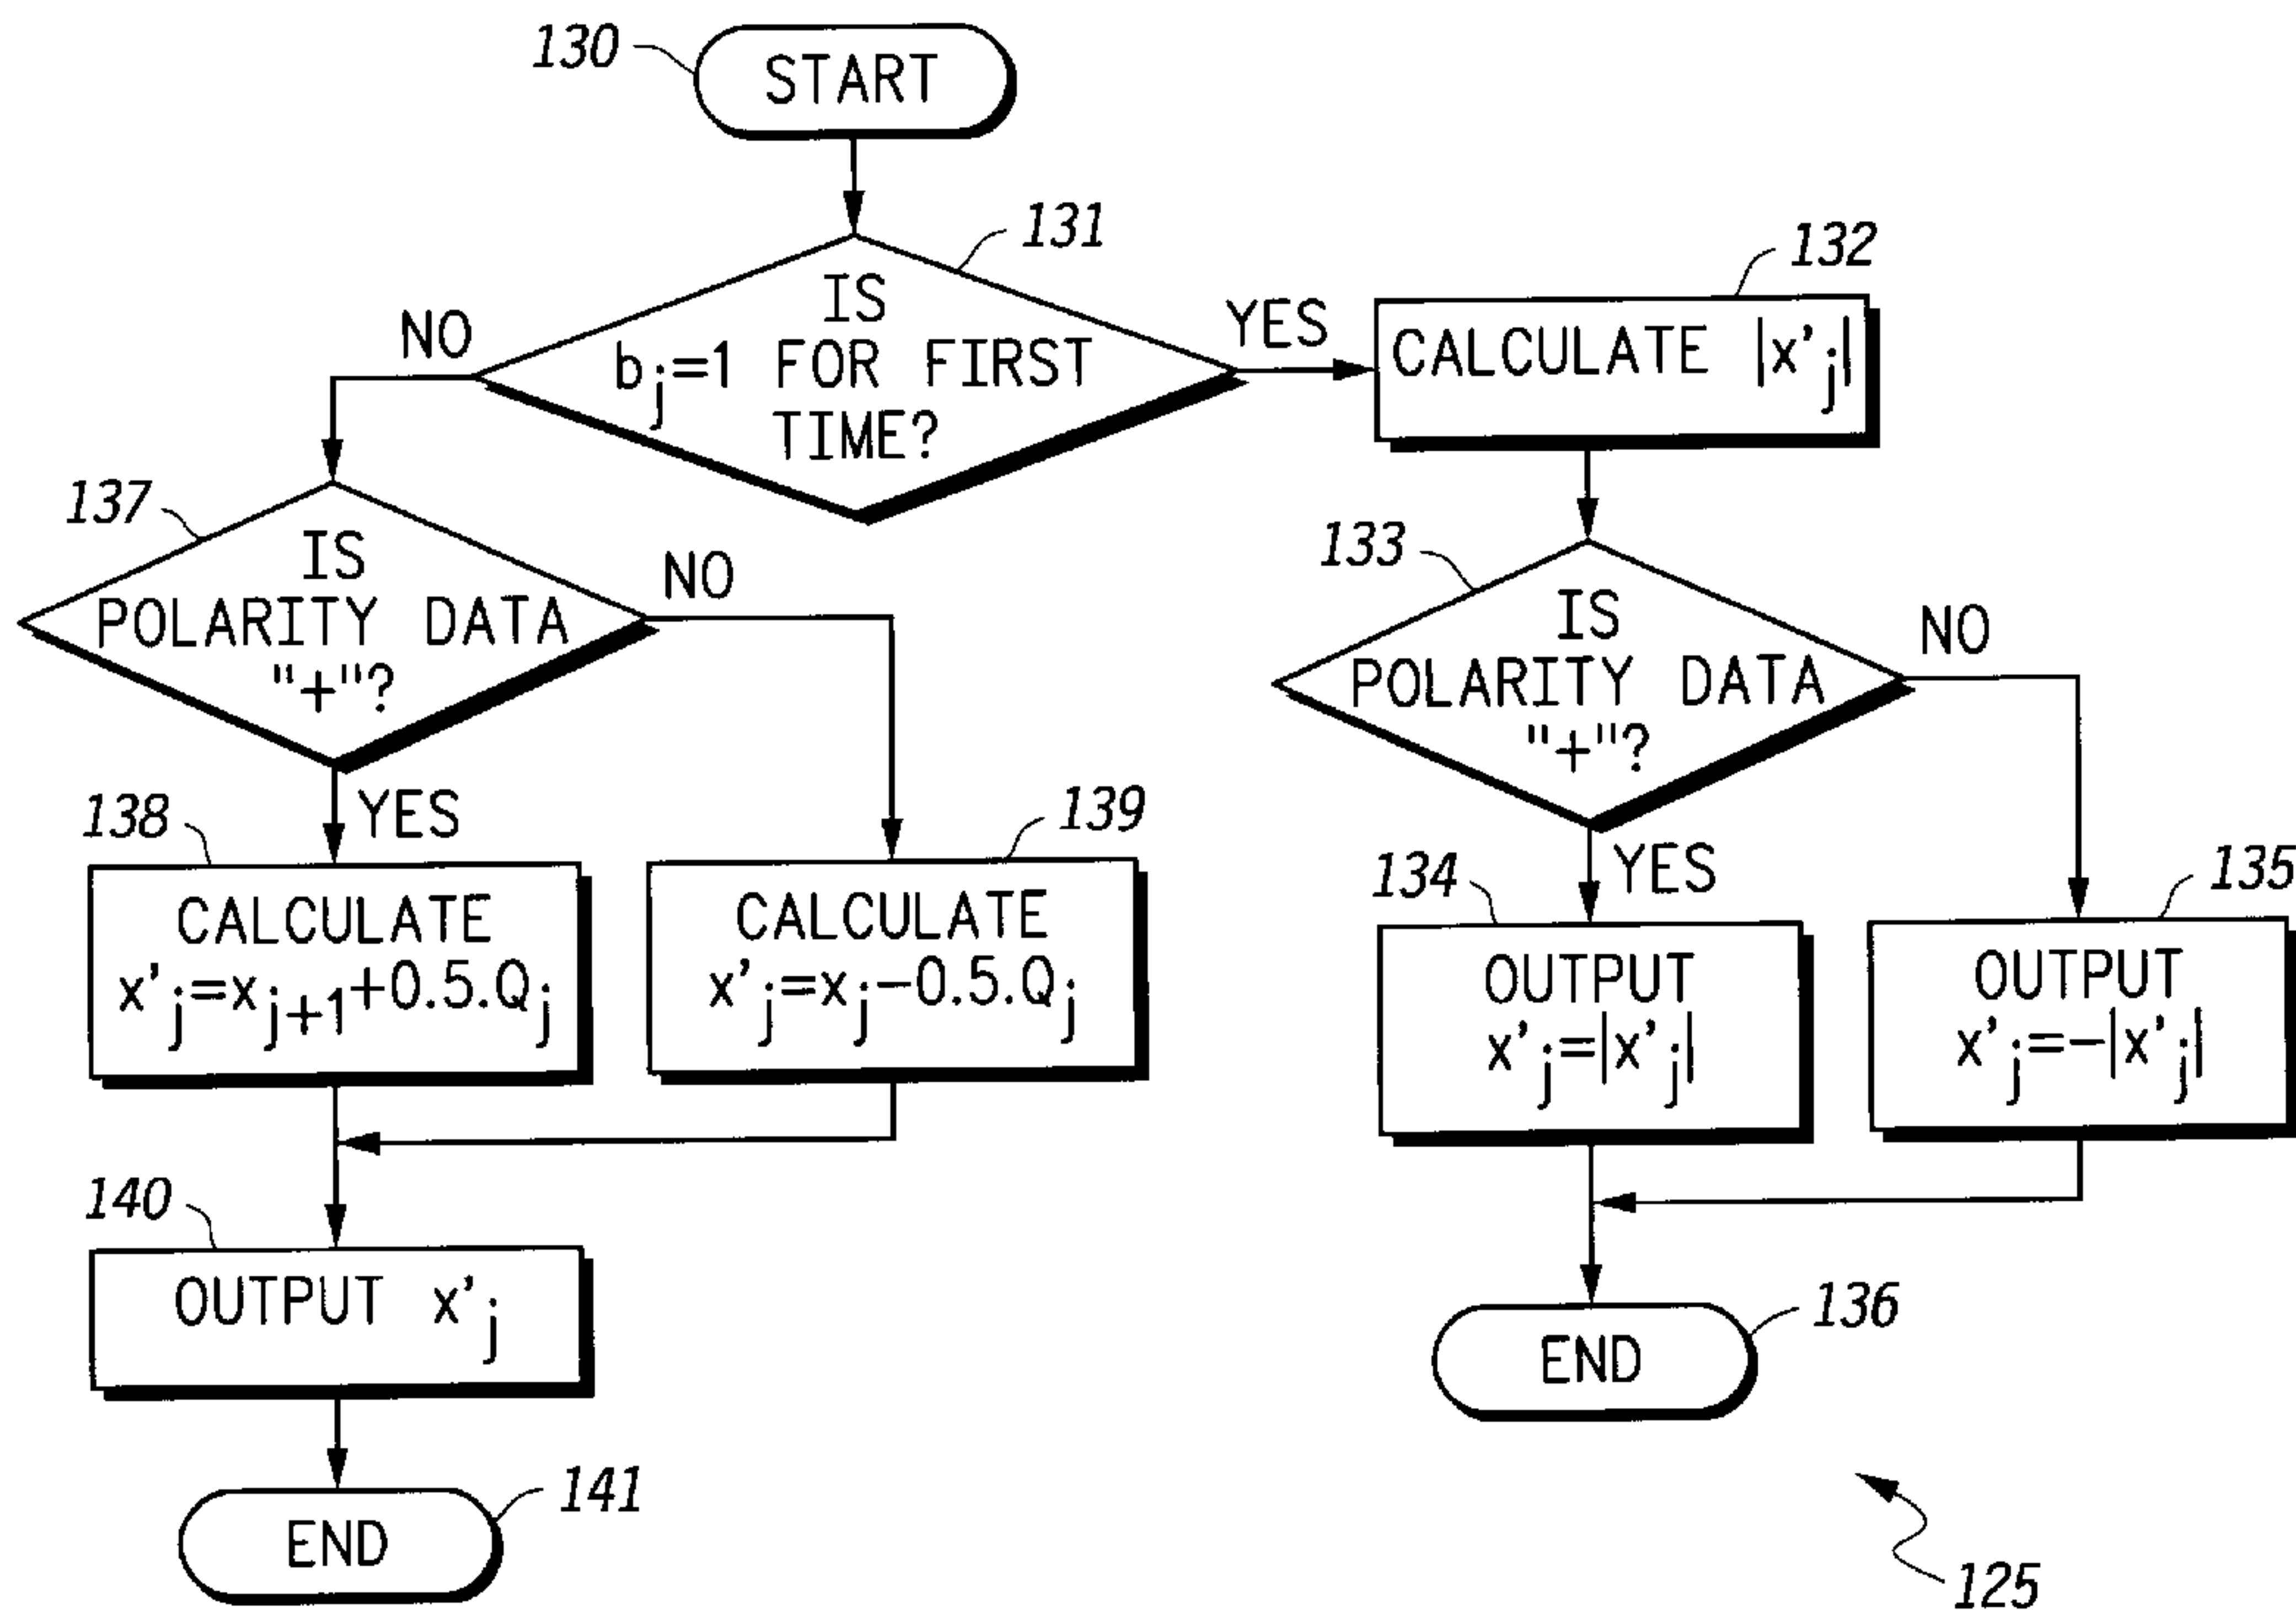 130
START
131
IS
b_j=1 FOR FIRST
TIME?
NO
YES
132
CALCULATE |x'_j|
137
IS
POLARITY DATA
"+"?
NO
YES
133
IS
POLARITY DATA
"+"?
NO
YES
138
CALCULATE
x'_j=x_{j+1}+0.5.Q_j
139
CALCULATE
x'_j=x_j-0.5.Q_j
134
OUTPUT
x'_j=|x'_j|
135
OUTPUT
x'_j=-|x'_j|
140
OUTPUT x'_j
136
END
141
END
125